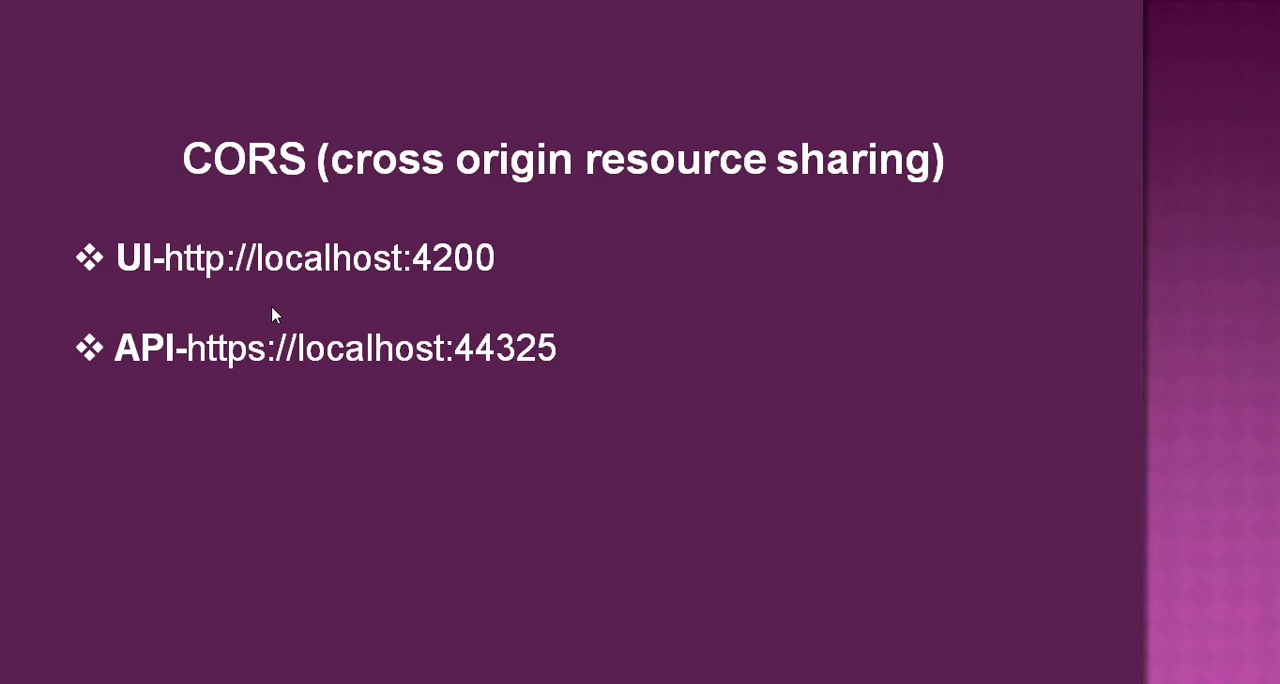 CORS (cross origin resource sharing)
❖ UI-http://localhost:4200
❖ API-https://localhost:44325